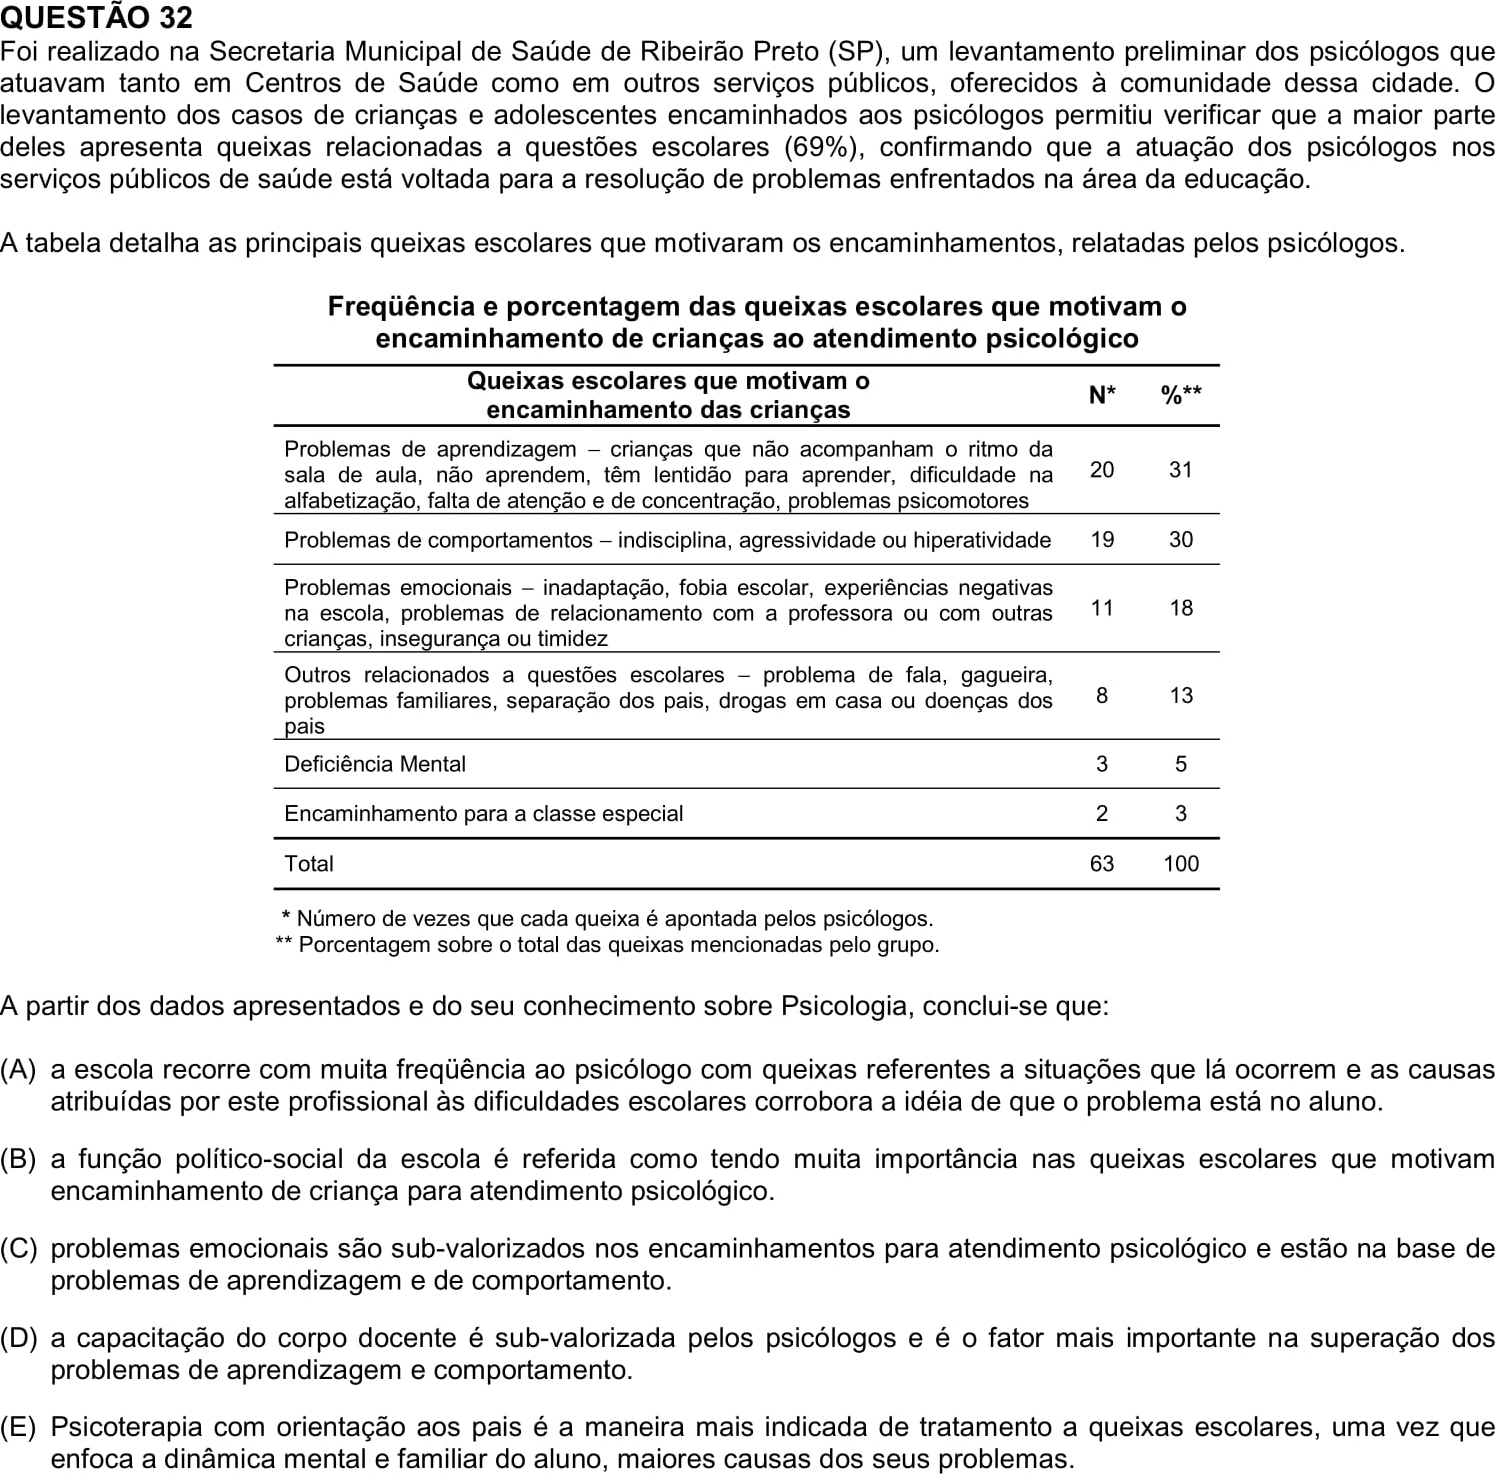 QUESTÃO 32
Foi realizado na Secretaria Municipal de Saúde de Ribeirão Preto (SP), um levantamento preliminar dos psicólogos que
atuavam tanto em Centros de Saúde como em outros serviços públicos, oferecidos à comunidade dessa cidade. O
levantamento dos casos de crianças e adolescentes encaminhados aos psicólogos permitiu verificar que a maior parte
deles apresenta queixas relacionadas a questões escolares (69%), confirmando que a atuação dos psicólogos nos
serviços públicos de saúde está voltada para a resolução de problemas enfrentados na área da educação.
A tabela detalha as principais queixas escolares que motivaram os encaminhamentos, relatadas pelos psicólogos.
Freqüência e porcentagem das queixas escolares que motivam o
encaminhamento de crianças ao atendimento psicológico
Queixas escolares que motivam o
encaminhamento das crianças N* %**
Problemas de aprendizagem – crianças que não acompanham o ritmo da
sala de aula, não aprendem, têm lentidão para aprender, dificuldade na 20 31
alfabetização, falta de atenção e de concentração, problemas psicomotores
Problemas de comportamentos – indisciplina, agressividade ou hiperatividade 19 30
Problemas emocionais – inadaptação, fobia escolar, experiências negativas
na escola, problemas de relacionamento com a professora ou com outras 11 18
crianças, insegurança ou timidez
Outros relacionados a questões escolares – problema de fala, gagueira,
problemas familiares, separação dos pais, drogas em casa ou doenças dos 8 13
pais
Deficiência Mental 3 5
Encaminhamento para a classe especial 2 3
Total 63 100
* Número de vezes que cada queixa é apontada pelos psicólogos.
** Porcentagem sobre o total das queixas mencionadas pelo grupo.
A partir dos dados apresentados e do seu conhecimento sobre Psicologia, conclui-se que:
(A) a escola recorre com muita freqüência ao psicólogo com queixas referentes a situações que lá ocorrem e as causas
atribuídas por este profissional às dificuldades escolares corrobora a idéia de que o problema está no aluno.
(B) a função político-social da escola é referida como tendo muita importância nas queixas escolares que motivam
encaminhamento de criança para atendimento psicológico.
(C) problemas emocionais são sub-valorizados nos encaminhamentos para atendimento psicológico e estão na base de
problemas de aprendizagem e de comportamento.
(D) a capacitação do corpo docente é sub-valorizada pelos psicólogos e é o fator mais importante na superação dos
problemas de aprendizagem e comportamento.
(E) Psicoterapia com orientação aos pais é a maneira mais indicada de tratamento a queixas escolares, uma vez que
enfoca a dinâmica mental e familiar do aluno, maiores causas dos seus problemas.